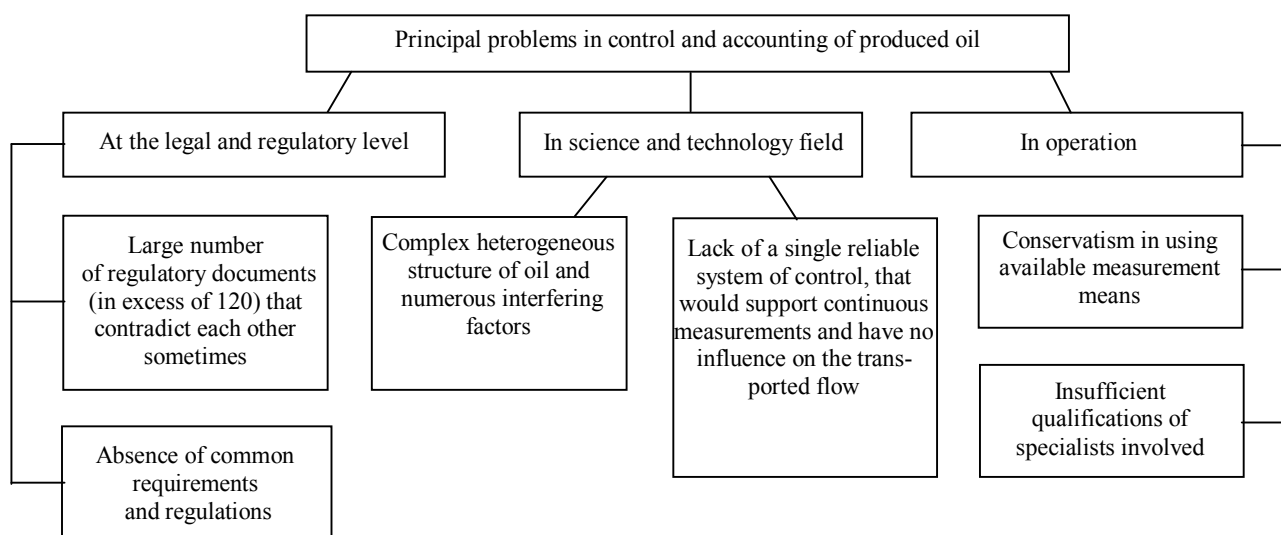 Principal problems in control and accounting of produced oil
At the legal and regulatory level
In science and technology field
In operation
Large number
of regulatory documents
(in excess of 120) that
contradict each other
sometimes
Complex heterogeneous
structure of oil and
numerous interfering
factors
Lack of a single reliable
system of control, that
would support continuous
measurements and have no
influence on the trans-
ported flow
Conservatism in using
available measurement
means
Insufficient
qualifications of
specialists involved
Absence of common
requirements
and regulations